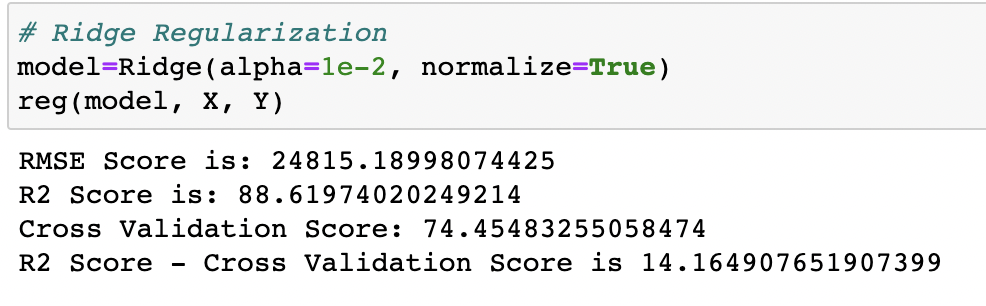 # Ridge Regularization
model=Ridge(alpha=1e-2, normalize=True)
reg(model, X, Y)
RMSE Score is: 24815.18998074425
R2 Score is: 88.61974020249214
Cross Validation Score: 74.45483255058474
R2 Score - Cross Validation Score is 14.164907651907399